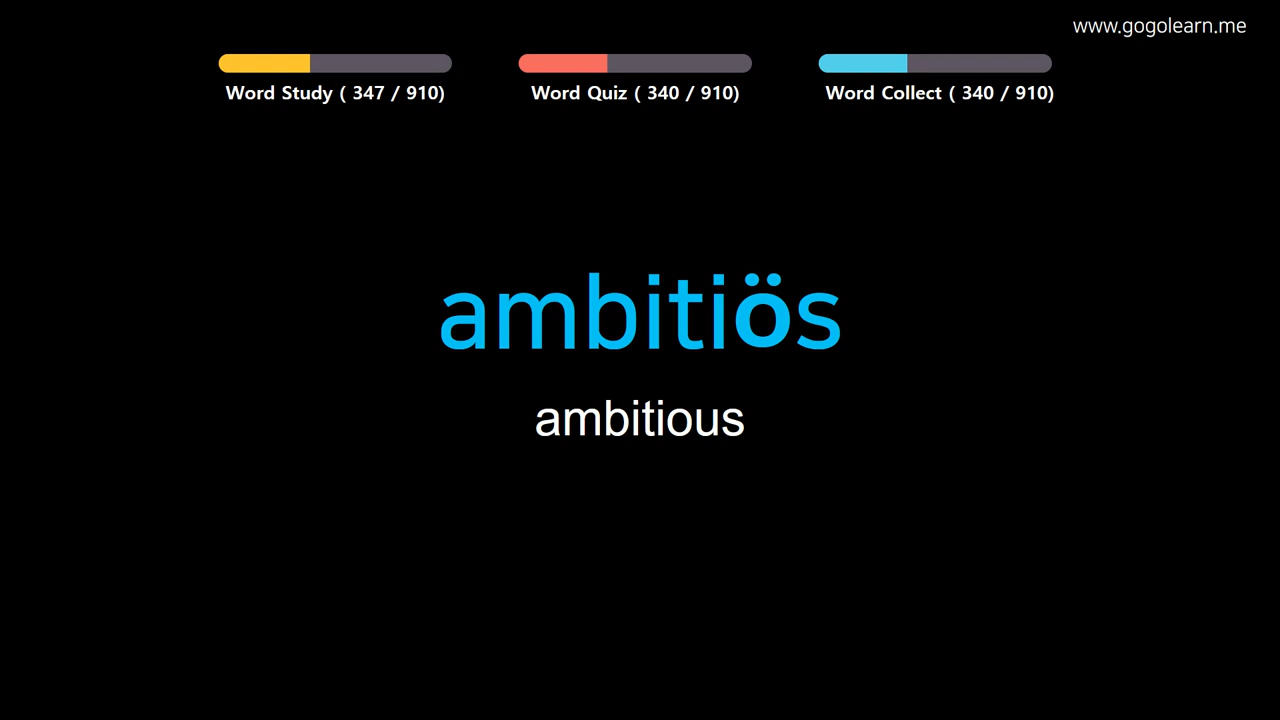 www.gogolearn.me
Word Study ( 347 / 910)
Word Quiz ( 340 / 910)
Word Collect ( 340 / 910)
ambitiös
ambitious